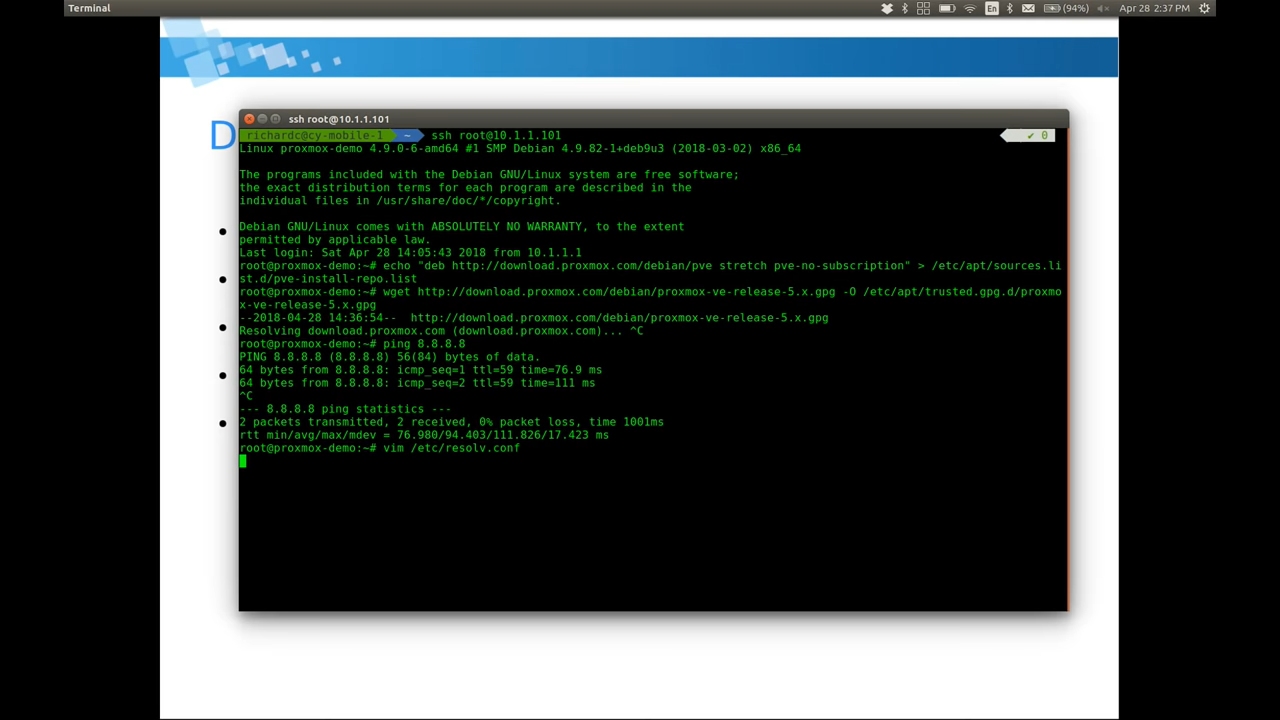 Terminal
En
(94%)
Apr 28 2:37 PM
D
ssh root@10.1.1.101
richardc@cy-mobile-1 ~ ssh root@10.1.1.101 ✔ 0
Linux proxmox-demo 4.9.0-6-amd64 #1 SMP Debian 4.9.82-1+deb9u3 (2018-03-02) x86_64
The programs included with the Debian GNU/Linux system are free software;
the exact distribution terms for each program are described in the
individual files in /usr/share/doc/*/copyright.
Debian GNU/Linux comes with ABSOLUTELY NO WARRANTY, to the extent
permitted by applicable law.
Last login: Sat Apr 28 14:05:43 2018 from 10.1.1.1
root@proxmox-demo:~# echo "deb http://download.proxmox.com/debian/pve stretch pve-no-subscription" > /etc/apt/sources.li
st.d/pve-install-repo.list
root@proxmox-demo:~# wget http://download.proxmox.com/debian/proxmox-ve-release-5.x.gpg -O /etc/apt/trusted.gpg.d/proxmo
x-ve-release-5.x.gpg
--2018-04-28 14:36:54-- http://download.proxmox.com/debian/proxmox-ve-release-5.x.gpg
Resolving download.proxmox.com (download.proxmox.com)... ^C
root@proxmox-demo:~# ping 8.8.8.8
PING 8.8.8.8 (8.8.8.8) 56(84) bytes of data.
64 bytes from 8.8.8.8: icmp_seq=1 ttl=59 time=76.9 ms
64 bytes from 8.8.8.8: icmp_seq=2 ttl=59 time=111 ms
^C
--- 8.8.8.8 ping statistics ---
2 packets transmitted, 2 received, 0% packet loss, time 1001ms
rtt min/avg/max/mdev = 76.980/94.403/111.826/17.423 ms
root@proxmox-demo:~# vim /etc/resolv.conf